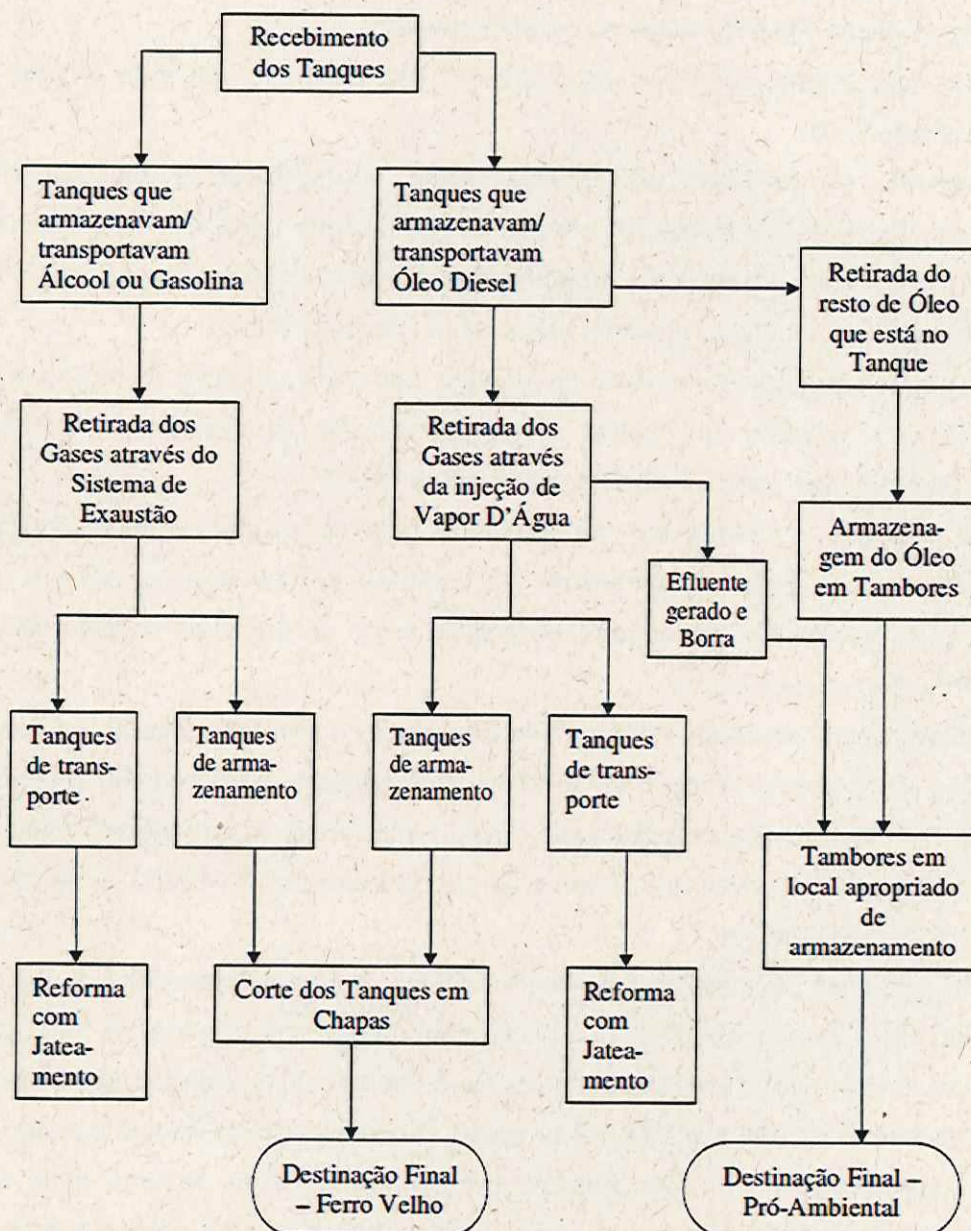 Recebimento
dos Tanques
Tanques que
armazenavam/
transportavam
Álcool ou Gasolina
Tanques que
armazenavam/
transportavam
Óleo Diesel
Retirada do
resto de Óleo
que está no
Tanque
Retirada dos
Gases através do
Sistema de
Exaustão
Retirada dos
Gases através
da injeção de
Vapor D'Água
Armazena-
gem do Óleo
em Tambores
Efluente
gerado e
Borra
Tanques
de trans-
porte
Tanques
de arma-
zenamento
Tanques
de arma-
zenamento
Tanques
de trans-
porte
Tambores em
local apropriado
de
armazenamento
Reforma
com
Jatea-
mento
Corte dos Tanques em
Chapas
Reforma
com
Jatea-
mento
Destinação Final
– Ferro Velho
Destinação Final –
Pró-Ambiental